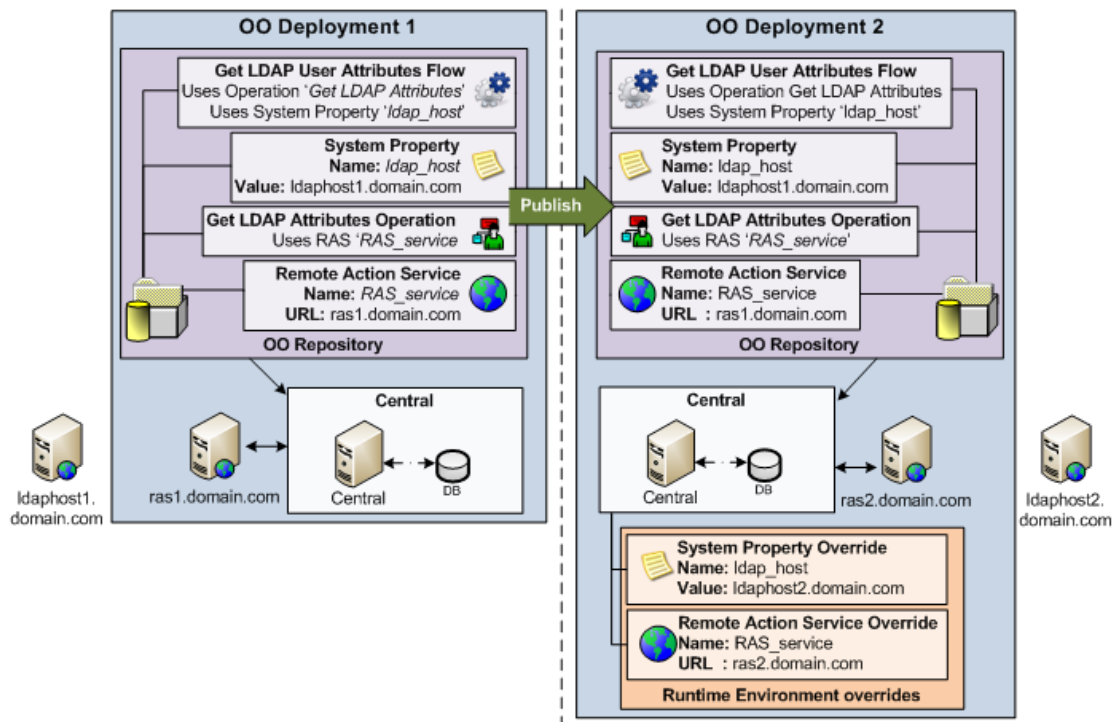 OO Deployment 1
Get LDAP User Attributes Flow
Uses Operation 'Get LDAP Attributes'
Uses System Property 'ldap_host'
System Property
Name: ldap_host
Value: ldaphost1.domain.com
Get LDAP Attributes Operation
Uses RAS 'RAS_service
Remote Action Service
Name: RAS_service
URL: ras1.domain.com
OO Repository
Central
Central
DB
ras1.domain.com
ldaphost1.
domain.com
Publish
OO Deployment 2
Get LDAP User Attributes Flow
Uses Operation Get LDAP Attributes
Uses System Property 'ldap_host'
System Property
Name: ldap_host
Value: ldaphost1.domain.com
Get LDAP Attributes Operation
Uses RAS 'RAS_service'
Remote Action Service
Name: RAS_service
URL : ras1.domain.com
OO Repository
Central
Central
DB
ras2.domain.com
ldaphost2.
domain.com
System Property Override
Name: ldap_host
Value: ldaphost2.domain.com
Remote Action Service Override
Name: RAS_service
URL : ras2.domain.com
Runtime Environment overrides